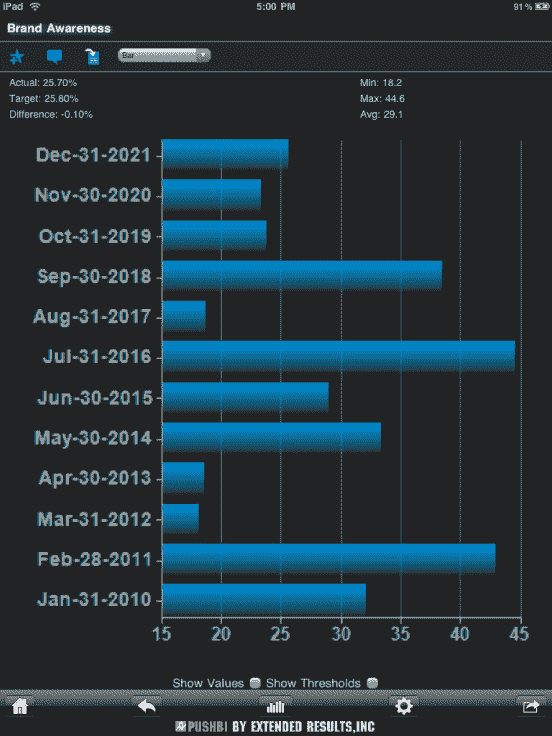 iPad 5:00 PM 91%
Brand Awareness
Bar
Actual: 25.70% Min: 18.2
Target: 25.80% Max: 44.6
Difference: -0.10% Avg: 29.1
Dec-31-2021
Nov-30-2020
Oct-31-2019
Sep-30-2018
Aug-31-2017
Jul-31-2016
Jun-30-2015
May-30-2014
Apr-30-2013
Mar-31-2012
Feb-28-2011
Jan-31-2010
15 20 25 30 35 40 45
Show Values Show Thresholds
PUSHBI BY EXTENDED RESULTS,INC